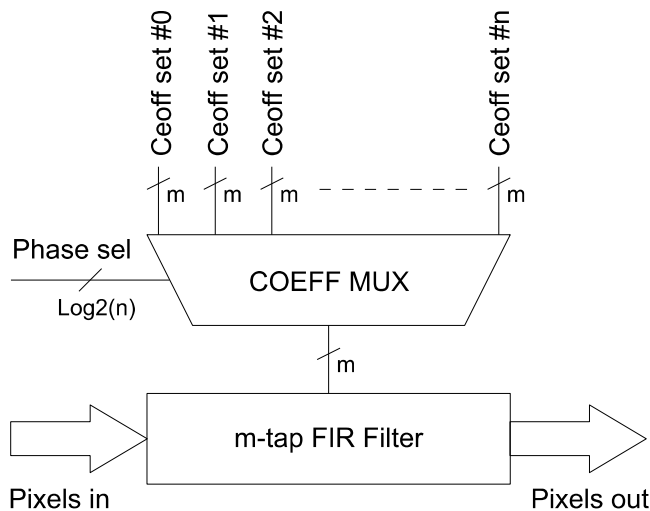 Ceoff set #0
Ceoff set #1
Ceoff set #2
Ceoff set #n
m
m
m
m
Phase sel
Log2(n)
COEFF MUX
m
m-tap FIR Filter
Pixels in
Pixels out